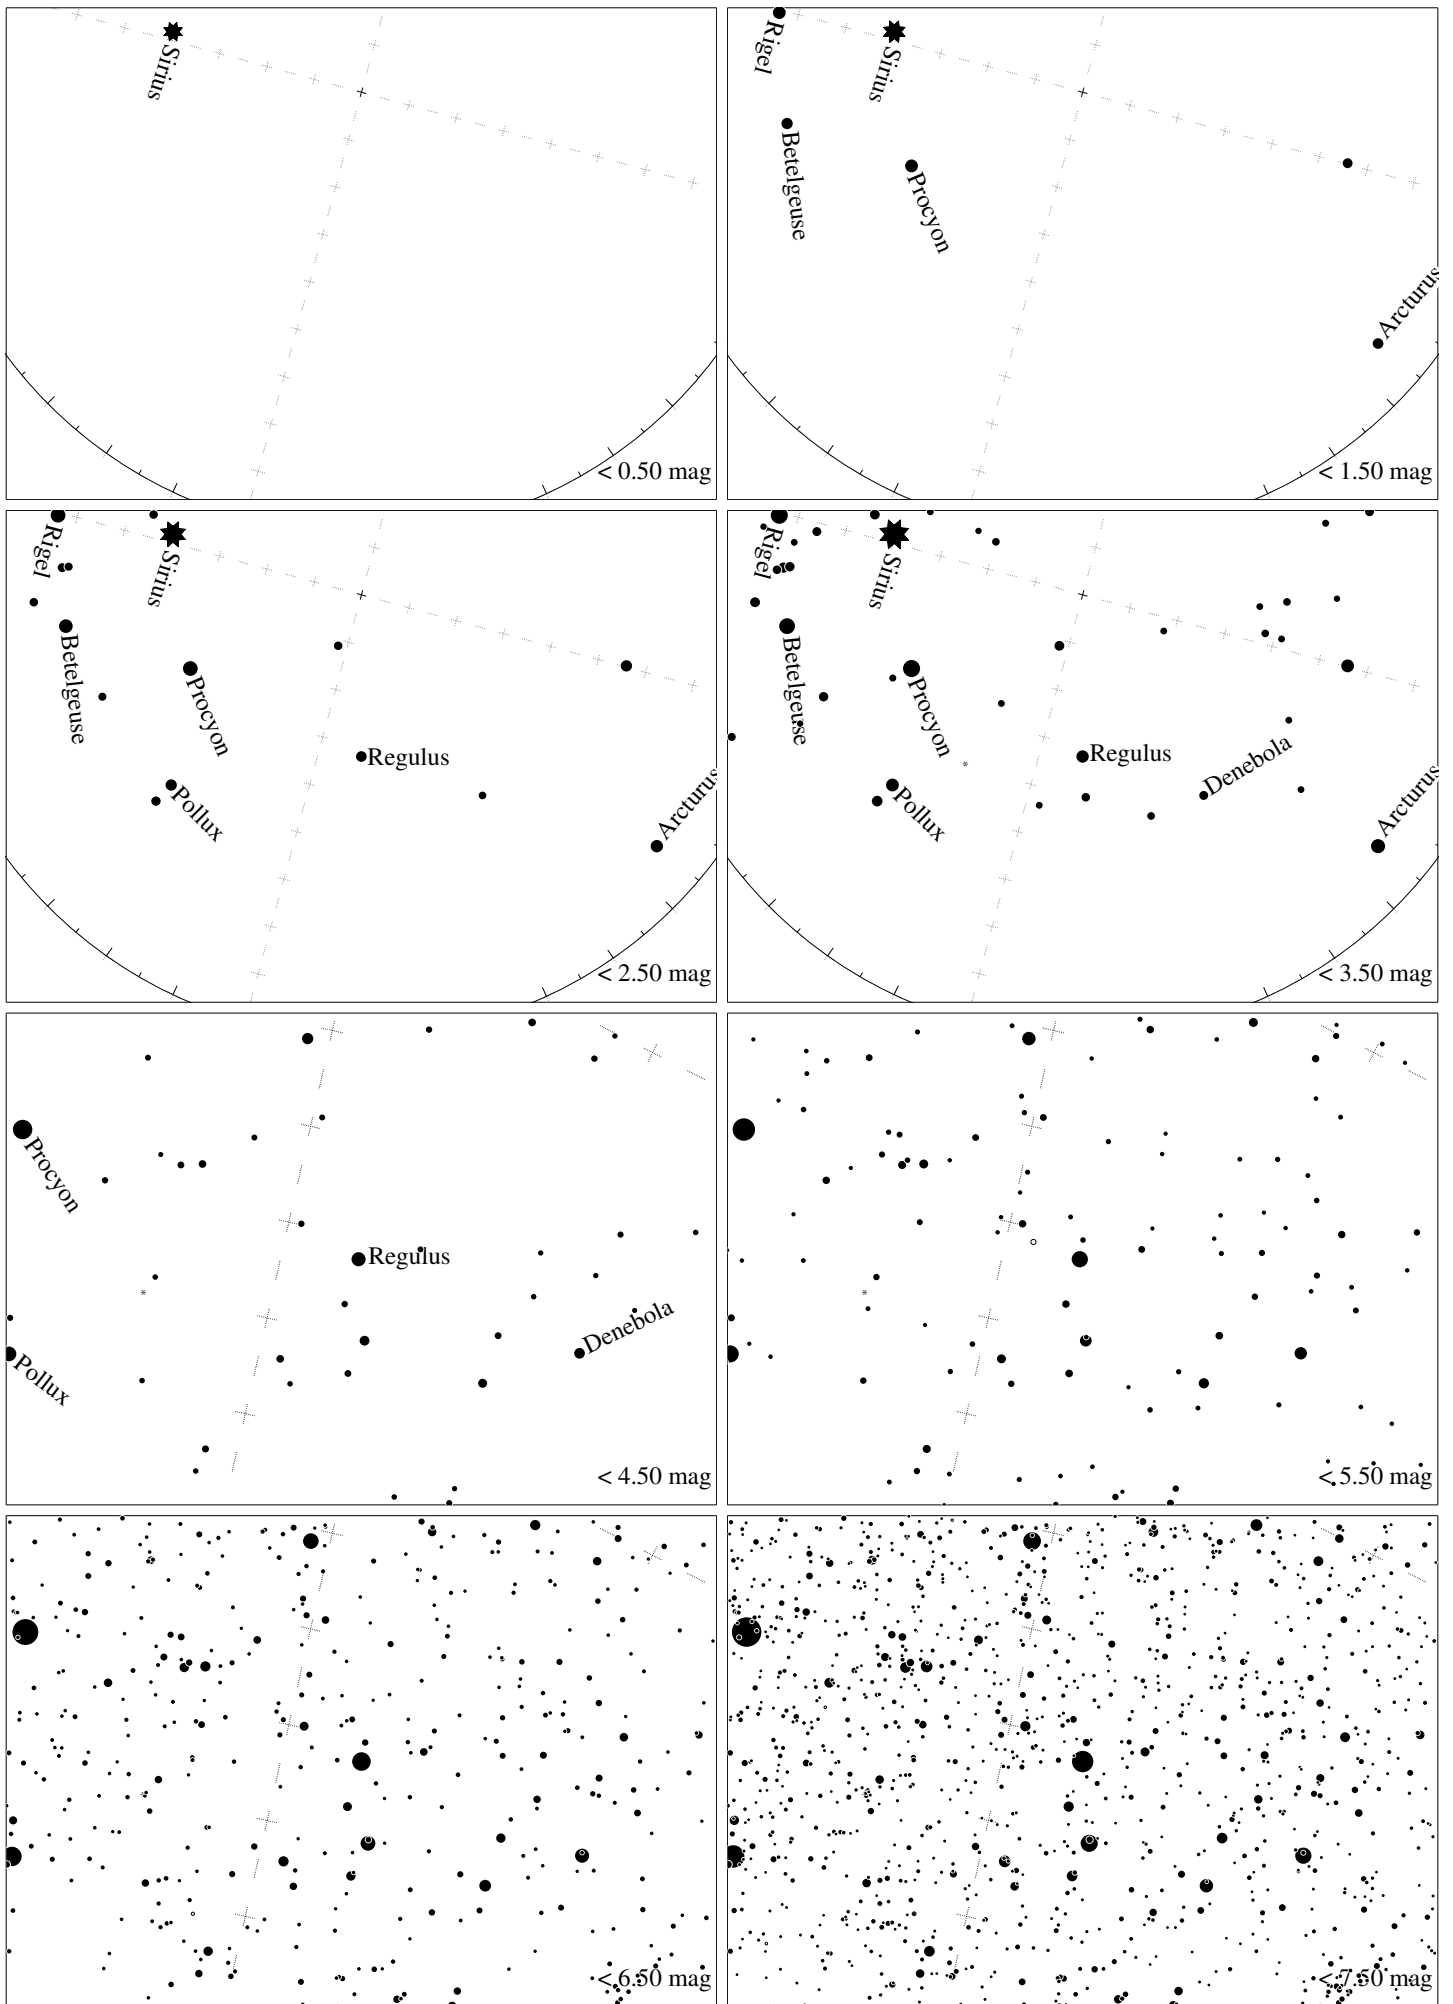 Sirius
< 0.50 mag
Rigel
Sirius
Betelgeuse
Procyon
Arcturus
< 1.50 mag
Rigel
Sirius
Betelgeuse
Procyon
Regulus
Pollux
Arcturus
< 2.50 mag
Rigel
Sirius
Betelgeuse
Procyon
Regulus
Denebola
Pollux
Arcturus
< 3.50 mag
Procyon
Regulus
Denebola
Pollux
< 4.50 mag
< 5.50 mag
< 6.50 mag
< 7.50 mag